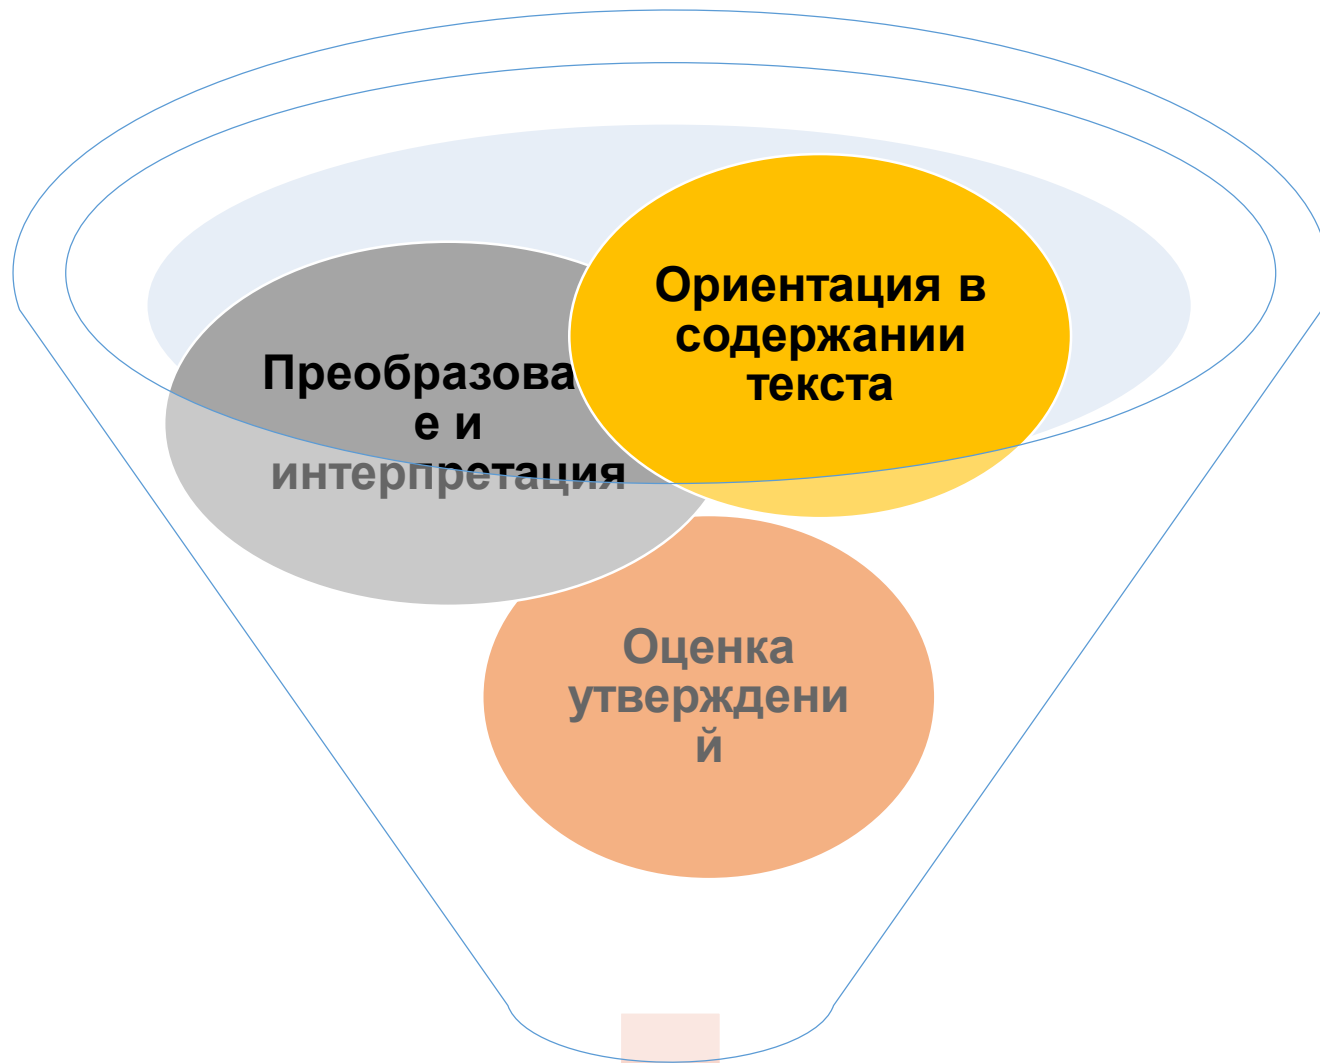 Ориентация в
содержании
текста
Преобразова
е и
интерпретация
Оценка
утверждени
й